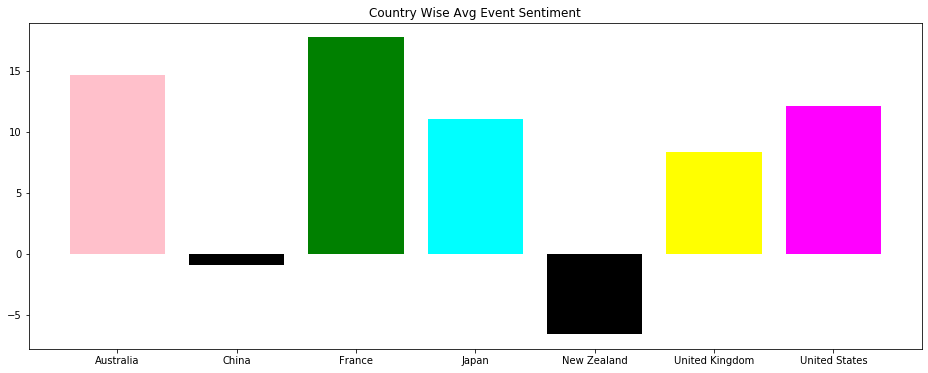 Country Wise Avg Event Sentiment
15
10
5
0
−5
Australia China France Japan New Zealand United Kingdom United States